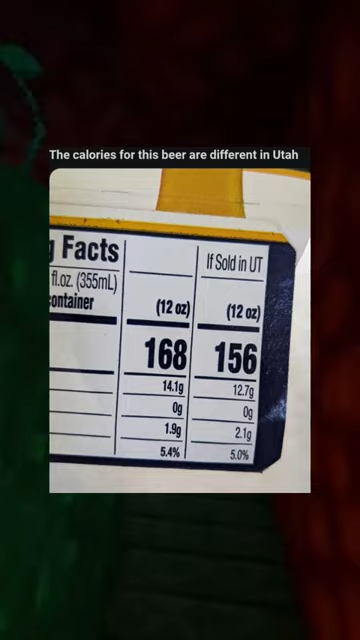 The calories for this beer are different in Utah
Facts
If Sold in UT
fl.oz. (355mL)
container
(12 oz) (12 oz)
168 156
14.1g 12.7g
0g 0g
1.9g 2.1g
5.4% 5.0%